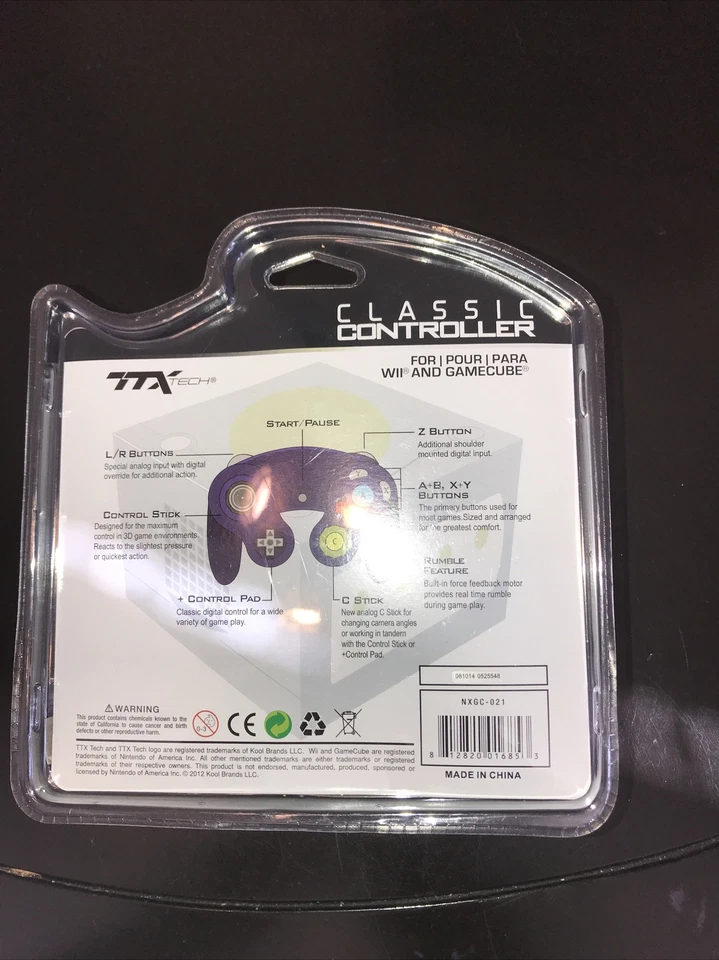 CLASSIC
CONTROLLER
FOR | POUR | PARA
WII® AND GAMECUBE®
TTX TECH®
START/PAUSE
Z BUTTON
Additional shoulder
mounted digital input.
L/R BUTTONS
Special analog input with digital
override for additional action.
A+B, X+Y
BUTTONS
The primary buttons used for
most games.Sized and arranged
for the greatest comfort.
CONTROL STICK
Designed for the maximum
control in 3D game environments.
Reacts to the slightest pressure
or quickest action.
RUMBLE
FEATURE
Built-in force feedback motor
provides real time rumble
during game play.
+ CONTROL PAD
Classic digital control for a wide
variety of game play.
C STICK
New analog C Stick for
changing camera angles
or working in tandem
with the Control Stick or
+Control Pad.
X
C
081014 0525548
NXGC-021
8 12820 01685 3
MADE IN CHINA
WARNING
This product contains chemicals known to the
state of California to cause cancer and birth
defects or other reproductive harm.
0-3
CE
TTX Tech and TTX Tech logo are registered trademarks of Kool Brands LLC. Wii and GameCube are registered
trademarks of Nintendo of America Inc. All other mentioned trademarks are either trademarks or registered
trademarks of their respective owners. This product is not endorsed, manufactured, produced, sponsored or
licensed by Nintendo of America Inc. © 2012 Kool Brands LLC.